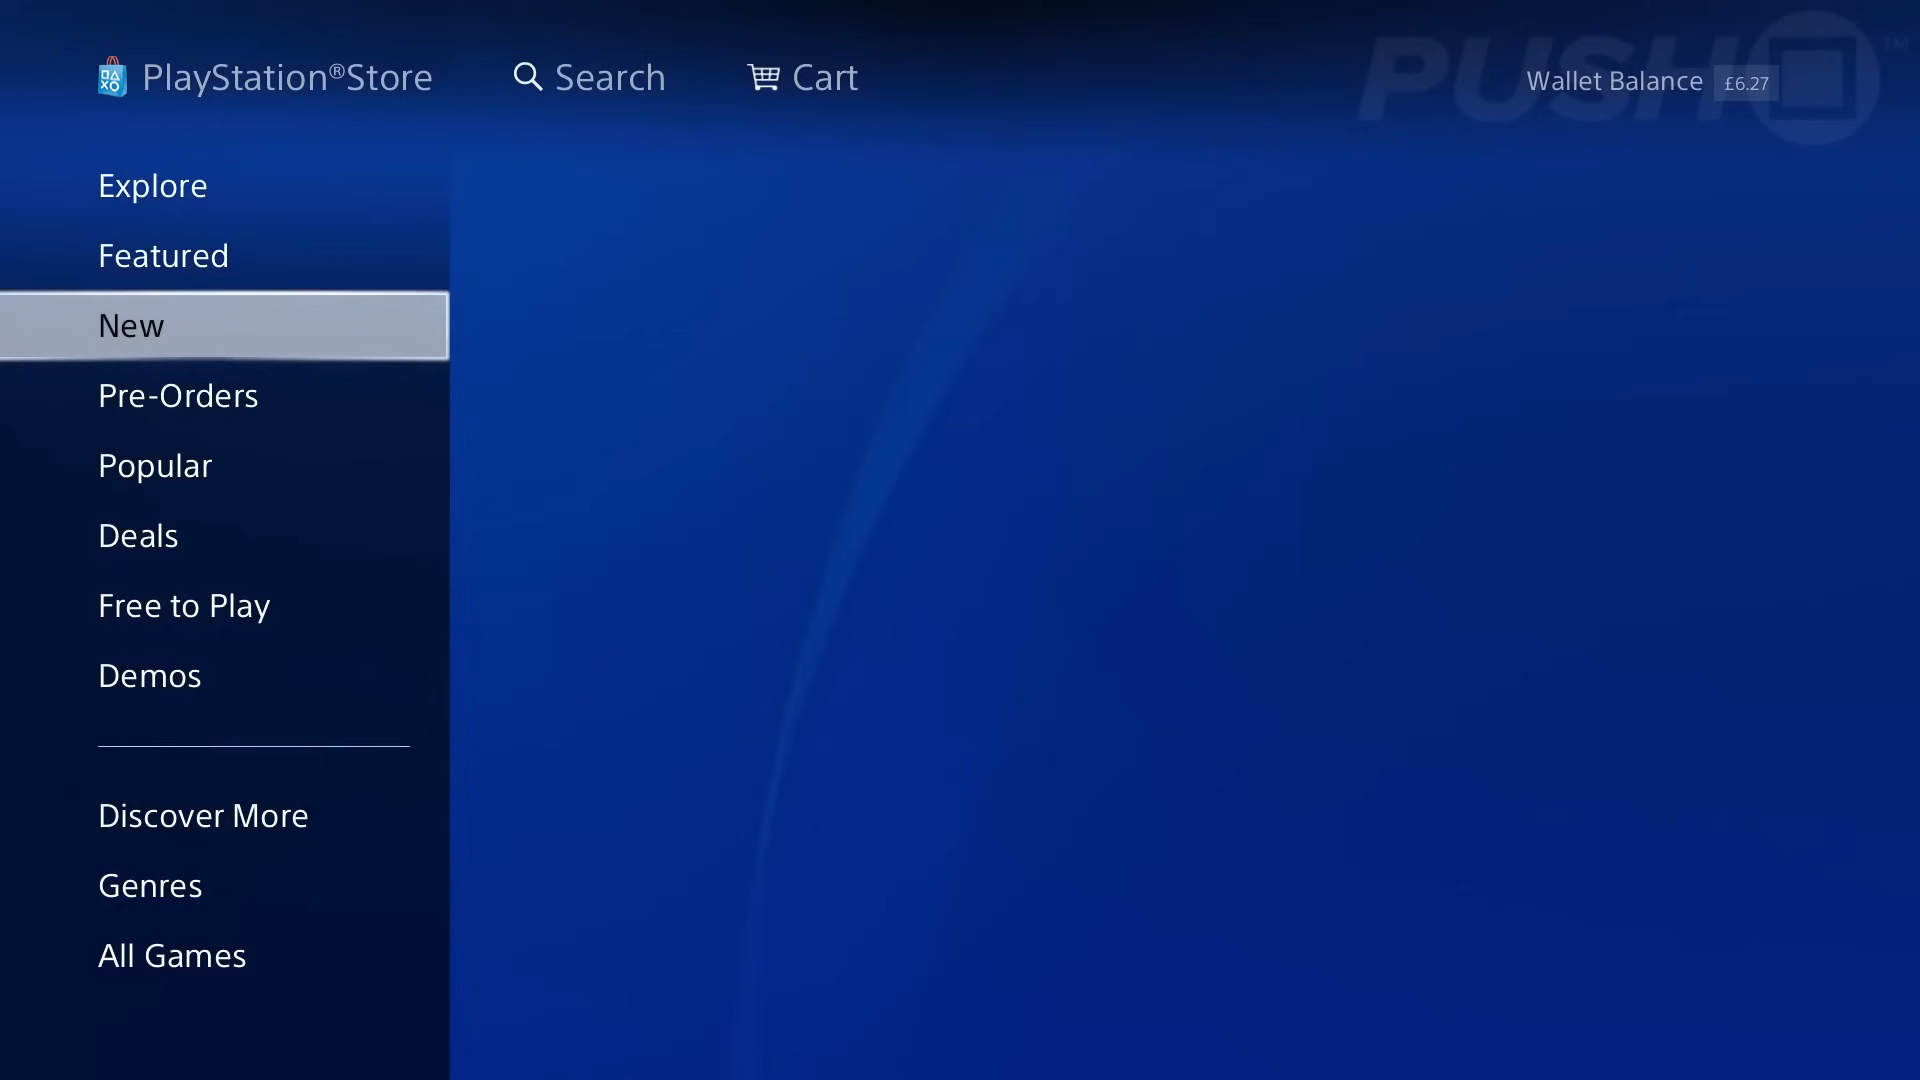 PlayStation®Store
Search
Cart
Wallet Balance £6.27
PUSH
TM
Explore
Featured
New
Pre-Orders
Popular
Deals
Free to Play
Demos
Discover More
Genres
All Games